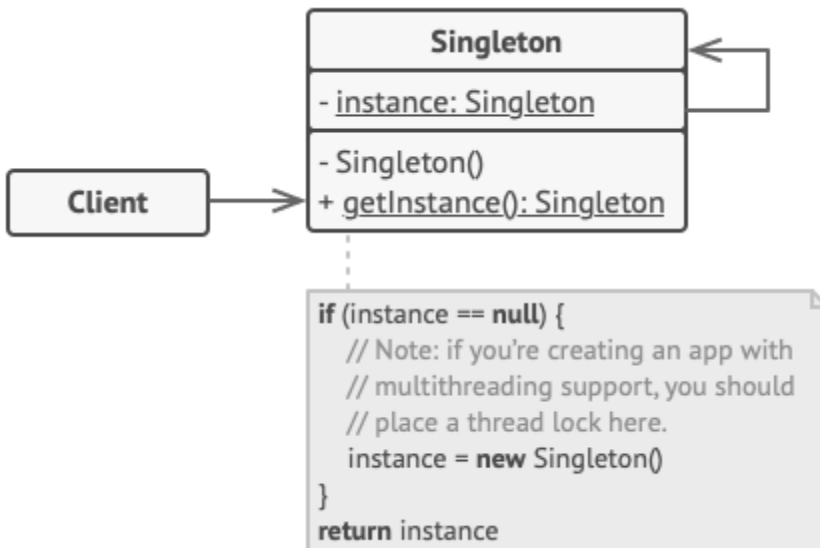 Singleton
- instance: Singleton
- Singleton()
+ getInstance(): Singleton
Client
if (instance == null) {
// Note: if you’re creating an app with
// multithreading support, you should
// place a thread lock here.
instance = new Singleton()
}
return instance